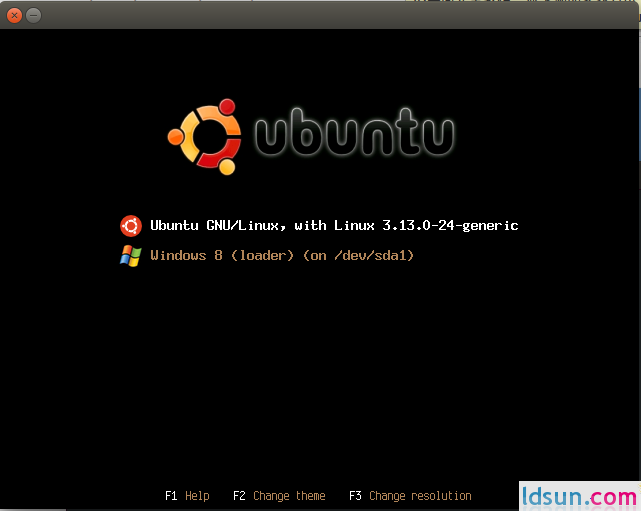 ubuntu
Ubuntu GNU/Linux, with Linux 3.13.0-24-generic
Windows 8 (loader) (on /dev/sda1)
F1 Help F2 Change theme F3 Change resolution
ldsun.com